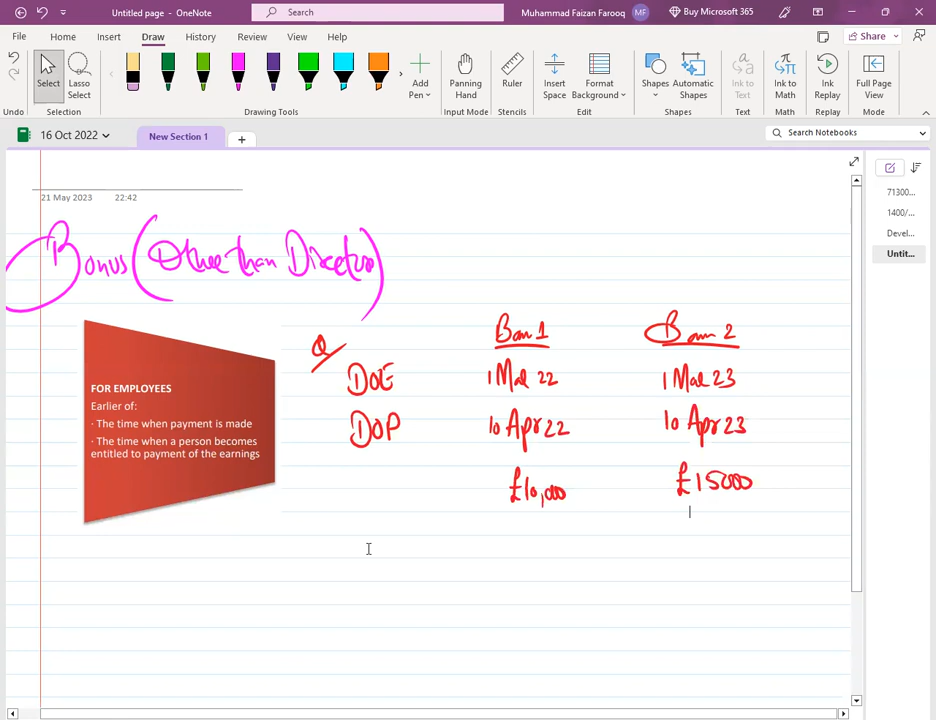 Untitled page - OneNote
Search
Muhammad Faizan Farooq
MF
Buy Microsoft 365
File
Home
Insert
Draw
History
Review
View
Help
Share
Select
Lasso
Select
Add
Pen
Panning
Hand
Ruler
Insert
Space
Format
Background
Shapes
Automatic
Shapes
Ink to
Text
Ink to
Math
Ink
Replay
Full Page
View
Undo
Selection
Drawing Tools
Input Mode
Stencils
Edit
Shapes
Convert
Replay
Mode
16 Oct 2022
New Section 1
+
Search Notebooks
21 May 2023 22:42
71300...
1400/...
Devel...
Untit...
Bonus (Other than Director)
FOR EMPLOYEES
Earlier of:
· The time when payment is made
· The time when a person becomes
entitled to payment of the earnings
Q
Bon 1 Bon 2
DOE 1 Mar 22 1 Mar 23
DOP 10 Apr 22 10 Apr 23
£10,000 £15000